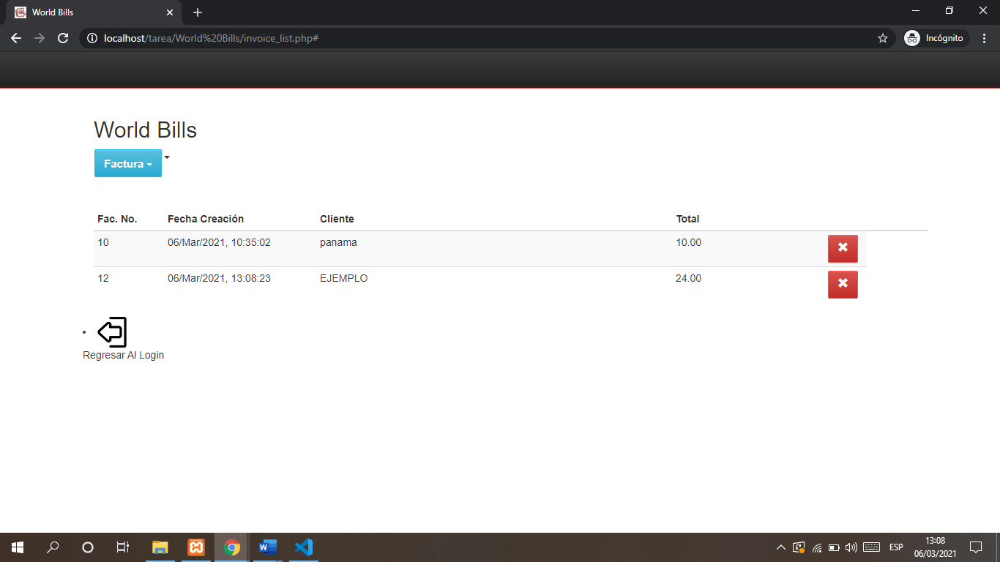 World Bills
localhost/tarea/World%20Bills/invoice_list.php#
Incógnito
World Bills
Factura
Fac. No. Fecha Creación Cliente Total
10 06/Mar/2021, 10:35:02 panama 10.00
12 06/Mar/2021, 13:08:23 EJEMPLO 24.00
Regresar Al Login
ESP
13:08
06/03/2021